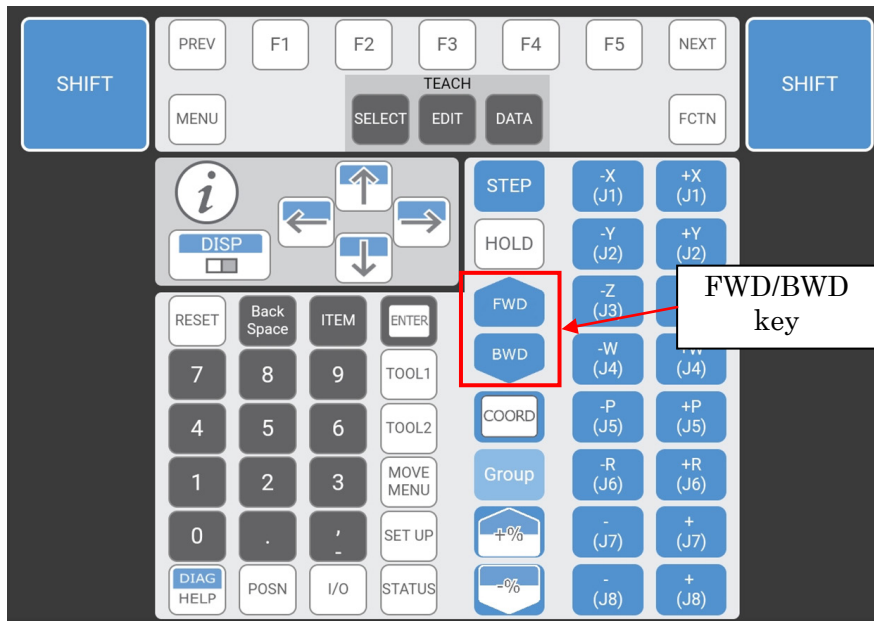 SHIFT
PREV
F1
F2
F3
F4
F5
NEXT
SHIFT
TEACH
MENU
SELECT
EDIT
DATA
FCTN
i
DISP
STEP
-X
(J1)
+X
(J1)
HOLD
-Y
(J2)
+Y
(J2)
FWD
-Z
(J3)
FWD/BWD
key
RESET
Back
Space
ITEM
ENTER
BWD
-W
(J4)
(J4)
7
8
9
TOOL1
4
5
6
TOOL2
COORD
-P
(J5)
+P
(J5)
1
2
3
MOVE
MENU
Group
-R
(J6)
+R
(J6)
0
.
,
-
SET UP
+%
-
(J7)
+
(J7)
DIAG
HELP
POSN
I/O
STATUS
-%
-
(J8)
+
(J8)